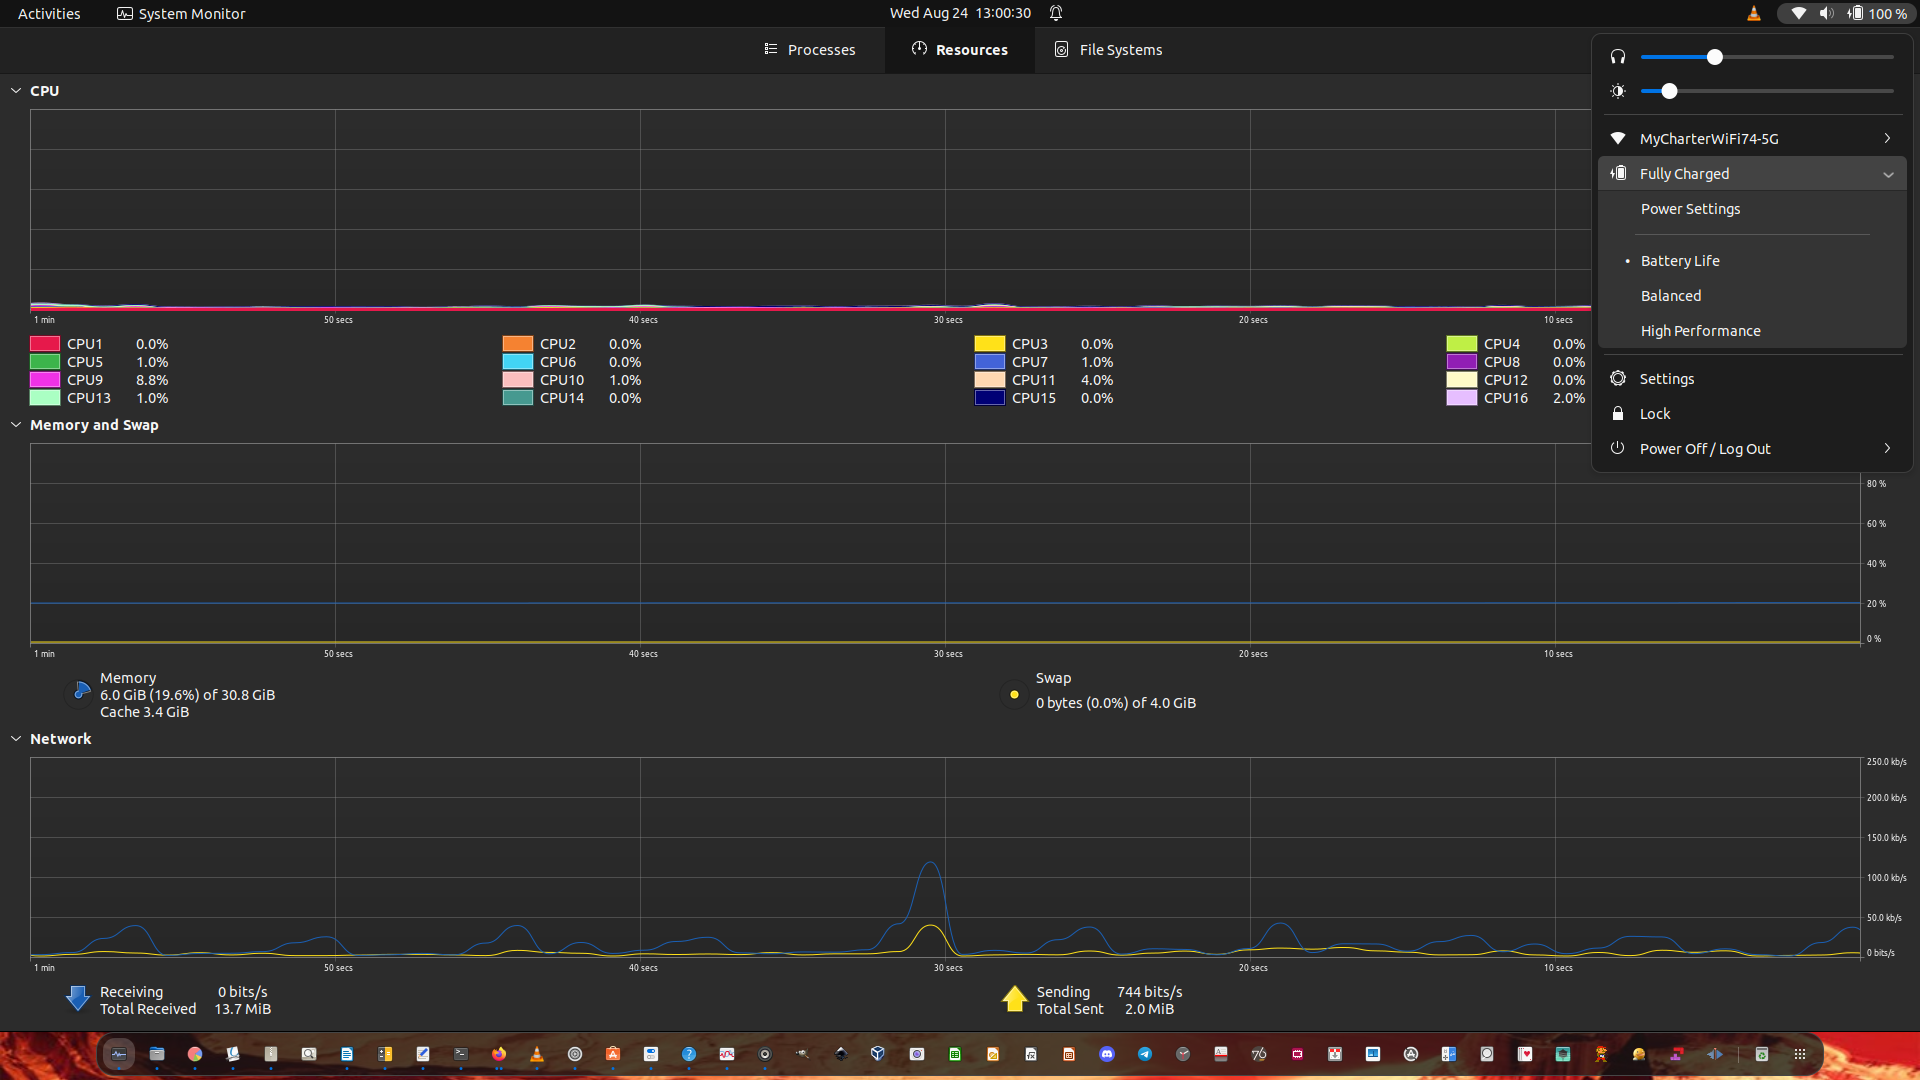 Activities
System Monitor
Wed Aug 24 13:00:30
100 %
Processes
Resources
File Systems
CPU
1 min
50 secs
40 secs
30 secs
20 secs
10 secs
CPU1 0.0%
CPU2 0.0%
CPU3 0.0%
CPU4 0.0%
CPU5 1.0%
CPU6 0.0%
CPU7 1.0%
CPU8 0.0%
CPU9 8.8%
CPU10 1.0%
CPU11 4.0%
CPU12 0.0%
CPU13 1.0%
CPU14 0.0%
CPU15 0.0%
CPU16 2.0%
MyCharterWiFi74-5G
Fully Charged
Power Settings
• Battery Life
Balanced
High Performance
Settings
Lock
Power Off / Log Out
Memory and Swap
80 %
60 %
40 %
20 %
0 %
1 min
50 secs
40 secs
30 secs
20 secs
10 secs
Memory
6.0 GiB (19.6%) of 30.8 GiB
Cache 3.4 GiB
Swap
0 bytes (0.0%) of 4.0 GiB
Network
250.0 kb/s
200.0 kb/s
150.0 kb/s
100.0 kb/s
50.0 kb/s
0 bits/s
1 min
50 secs
40 secs
30 secs
20 secs
10 secs
Receiving 0 bits/s
Total Received 13.7 MiB
Sending 744 bits/s
Total Sent 2.0 MiB
76